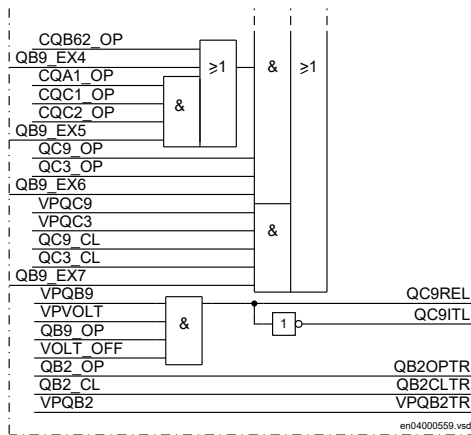 CQB62_OP
QB9_EX4
CQA1_OP
CQC1_OP
CQC2_OP
QB9_EX5
QC9_OP
QC3_OP
QB9_EX6
VPQC9
VPQC3
QC9_CL
QC3_CL
QB9_EX7
VPQB9
VPVOLT
QB9_OP
VOLT_OFF
QB2_OP
QB2_CL
VPQB2
&
≥1
&
&
≥1
&
1
QC9REL
QC9ITL
QB2OPTR
QB2CLTR
VPQB2TR
en04000559.vsd